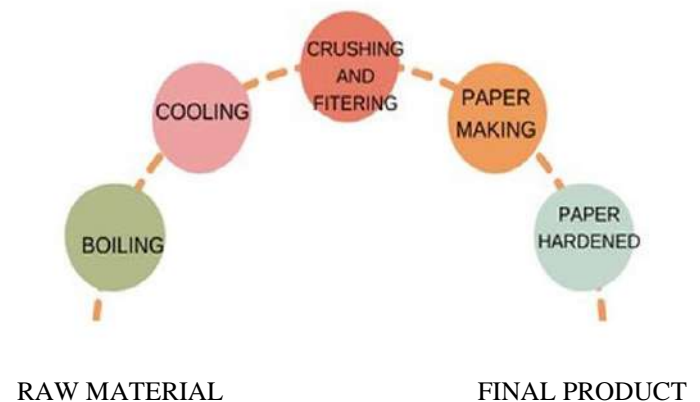 BOILING
COOLING
CRUSHING
AND
FITERING
PAPER
MAKING
PAPER
HARDENED
RAW MATERIAL
FINAL PRODUCT